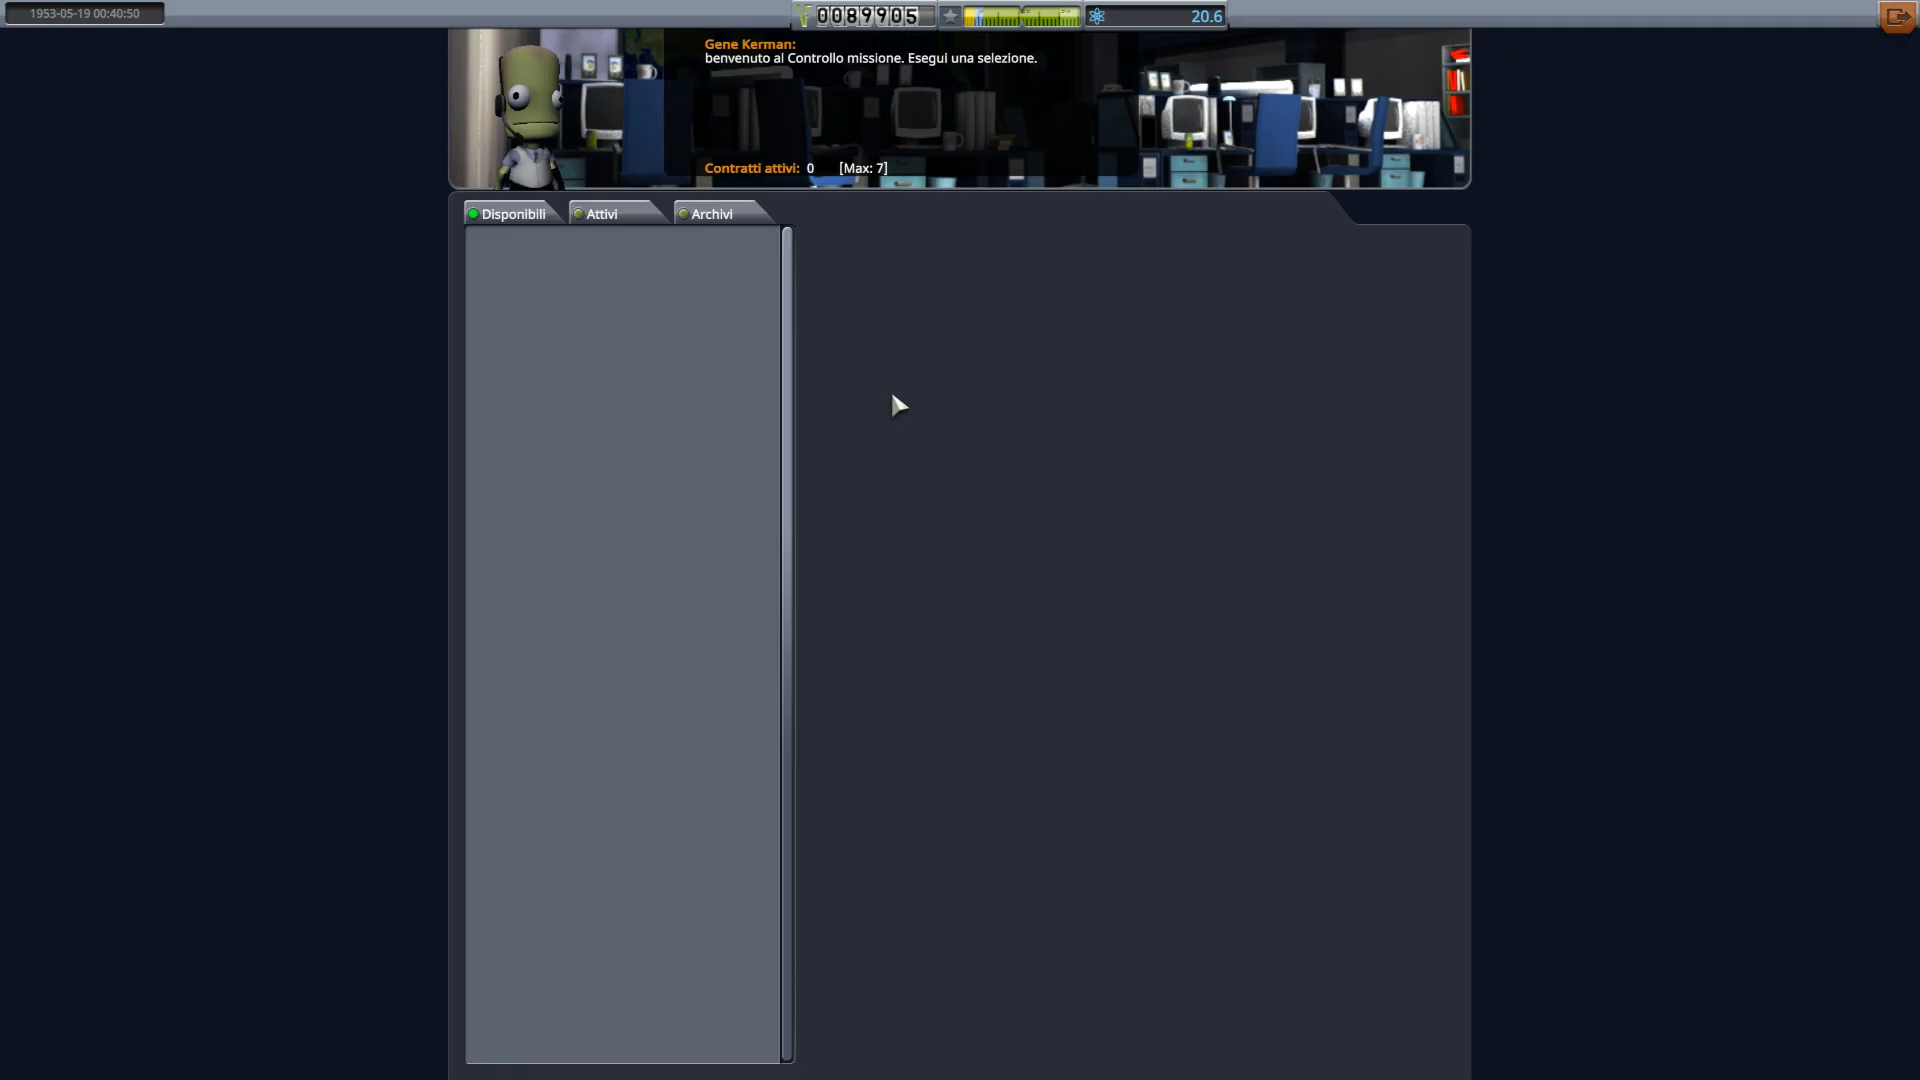 1953-05-19 00:40:50
0089905
20.6
Gene Kerman:
benvenuto al Controllo missione. Esegui una selezione.
Contratti attivi: 0 [Max: 7]
Disponibili
Attivi
Archivi